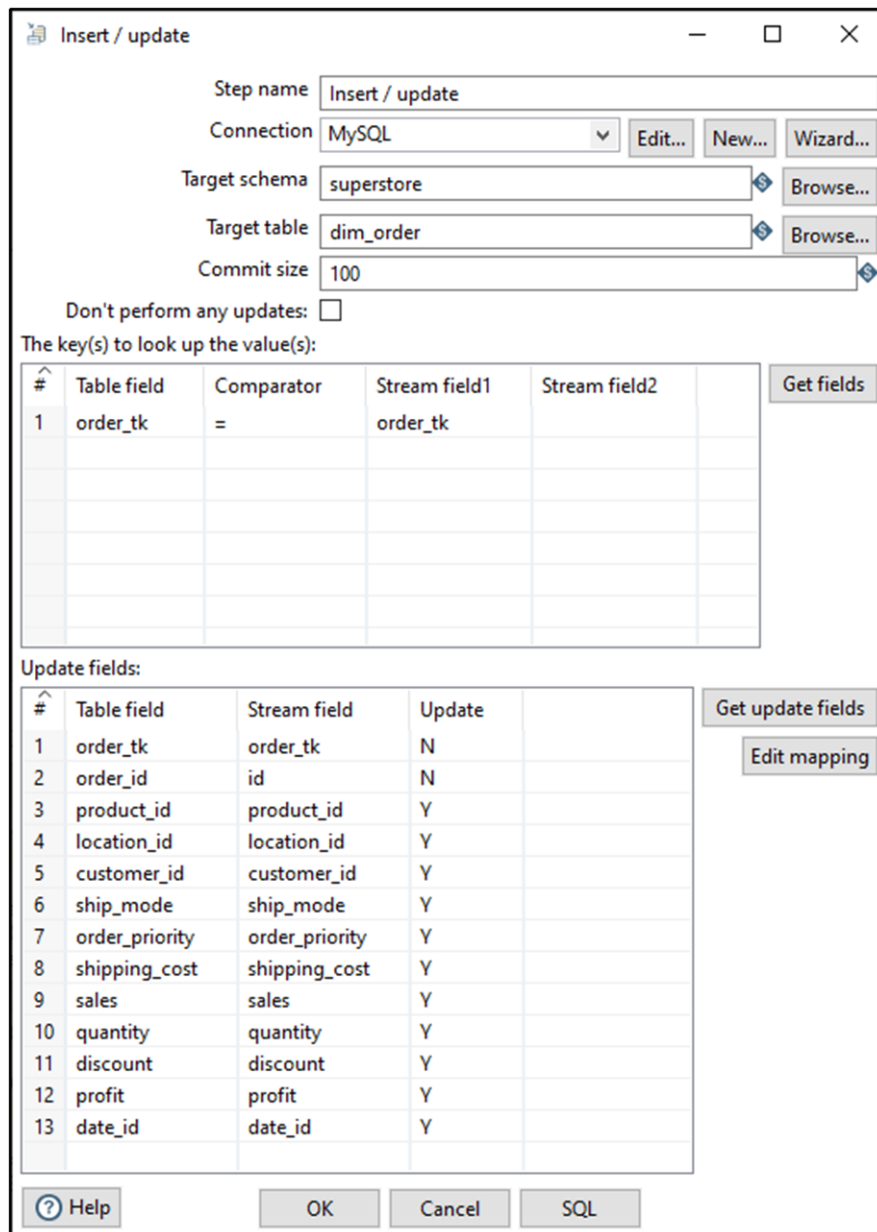 Insert / update
Step name Insert / update
Connection MySQL Edit... New... Wizard...
Target schema superstore Browse...
Target table dim_order Browse...
Commit size 100
Don't perform any updates:
The key(s) to look up the value(s):
# Table field Comparator Stream field1 Stream field2 Get fields
1 order_tk = order_tk
Update fields:
# Table field Stream field Update Get update fields
1 order_tk order_tk N
Edit mapping
2 order_id id N
3 product_id product_id Y
4 location_id location_id Y
5 customer_id customer_id Y
6 ship_mode ship_mode Y
7 order_priority order_priority Y
8 shipping_cost shipping_cost Y
9 sales sales Y
10 quantity quantity Y
11 discount discount Y
12 profit profit Y
13 date_id date_id Y
? Help OK Cancel SQL